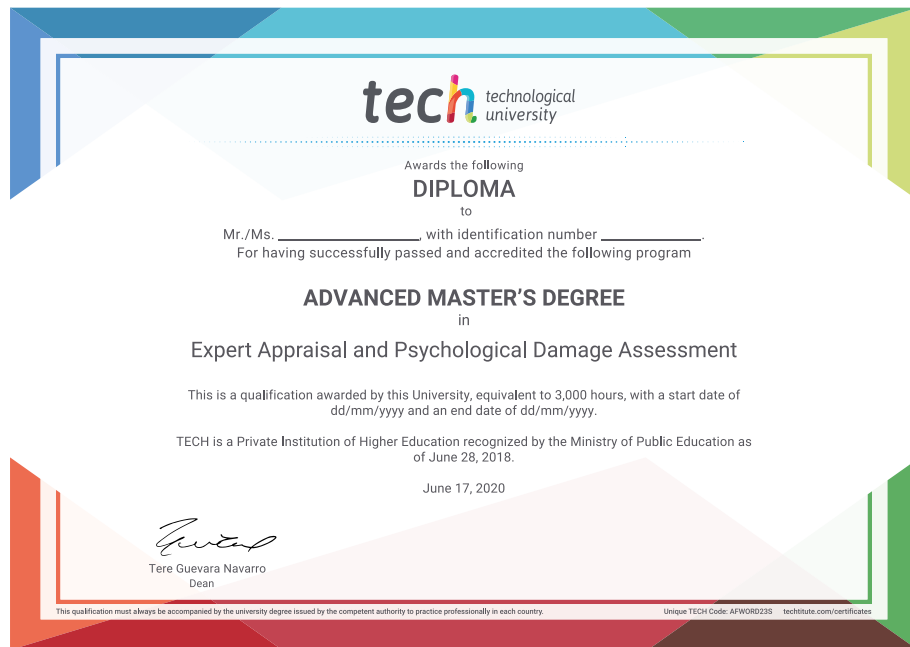 tech technological
university
Awards the following
DIPLOMA
to
Mr./Ms. ________________, with identification number ____________.
For having successfully passed and accredited the following program
ADVANCED MASTER'S DEGREE
in
Expert Appraisal and Psychological Damage Assessment
This is a qualification awarded by this University, equivalent to 3,000 hours, with a start date of
dd/mm/yyyy and an end date of dd/mm/yyyy.
TECH is a Private Institution of Higher Education recognized by the Ministry of Public Education as
of June 28, 2018.
June 17, 2020
Tere Guevara Navarro
Dean
This qualification must always be accompanied by the university degree issued by the competent authority to practice professionally in each country. Unique TECH Code: AFWORD23S techtitute.com/certificates